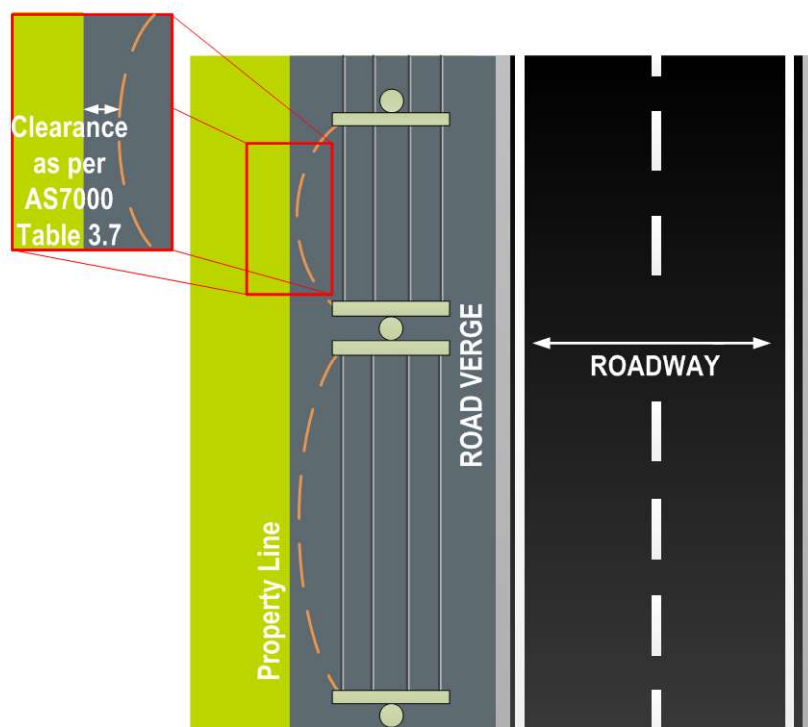 Clearance
as per
AS7000
Table 3.7
Property Line
ROAD VERGE
ROADWAY